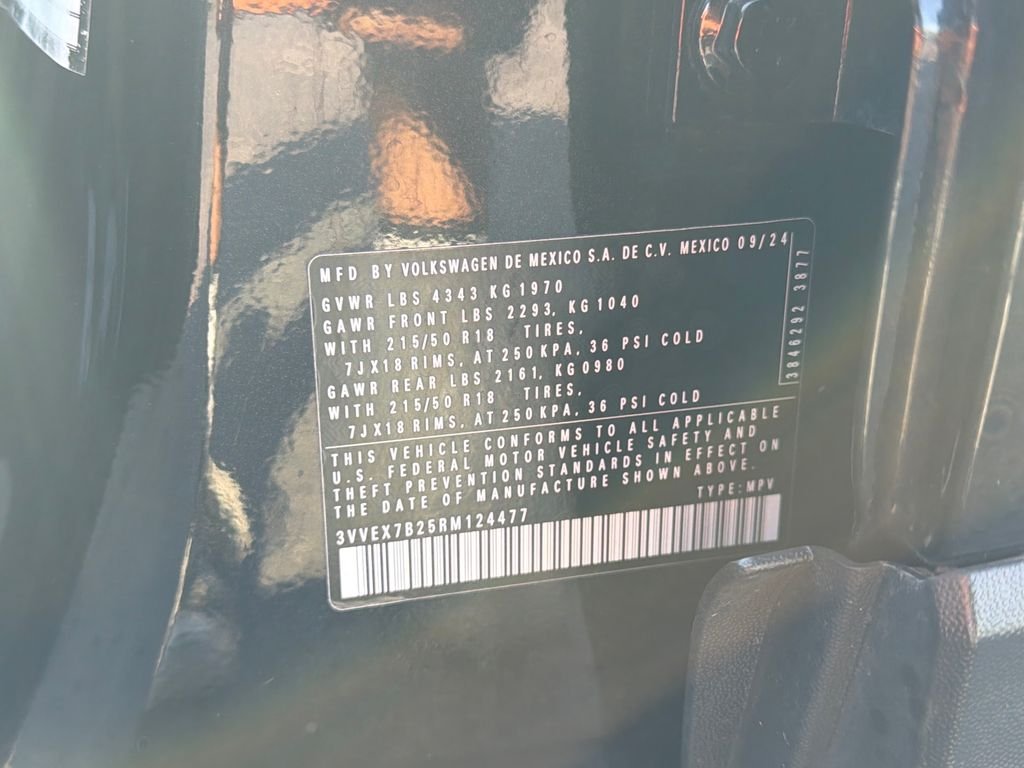 MFD BY VOLKSWAGEN DE MEXICO S.A. DE C.V. MEXICO 09/24
GVWR LBS 4343 KG 1970
GAWR FRONT LBS 2293, KG 1040
WITH 215/50 R18 TIRES,
7JX18 RIMS, AT 250 KPA, 36 PSI COLD
GAWR REAR LBS 2161, KG 0980
WITH 215/50 R18 TIRES,
7JX18 RIMS, AT 250 KPA, 36 PSI COLD
3846292 3877
THIS VEHICLE CONFORMS TO ALL APPLICABLE
U.S. FEDERAL MOTOR VEHICLE SAFETY AND
THEFT PREVENTION STANDARDS IN EFFECT ON
THE DATE OF MANUFACTURE SHOWN ABOVE.
3VVEX7B25RM124477 TYPE: MPV